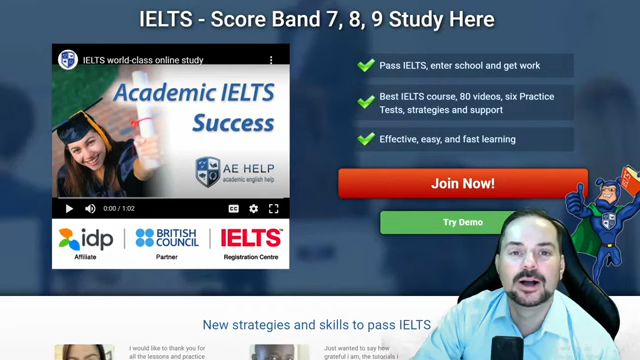 IELTS - Score Band 7, 8, 9 Study Here
IELTS world-class online study
Academic IELTS
Success
AE HELP
academic english help
0:00 / 1:02
idp
Affiliate
BRITISH
COUNCIL
Partner
IELTS
Registration Centre
Pass IELTS, enter school and get work
Best IELTS course, 80 videos, six Practice
Tests, strategies and support
Effective, easy, and fast learning
Join Now!
Try Demo
IELTS
New strategies and skills to pass IELTS
I would like to thank you for
all the lessons and practice
Just wanted to say how
grateful i am, the tutorials i